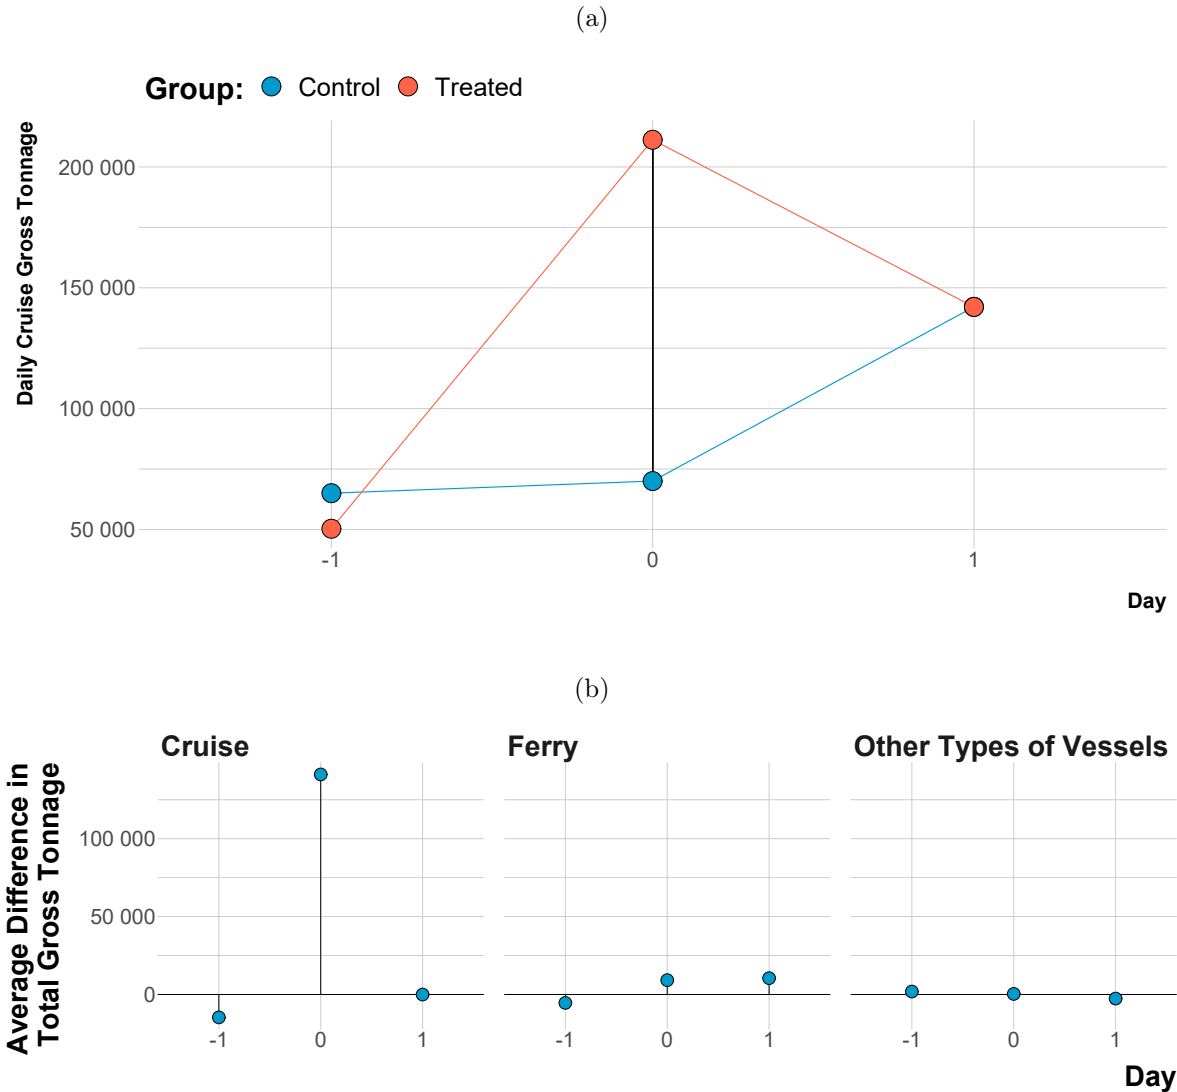 (a)
Group: Control Treated
Daily Cruise Gross Tonnage
200 000
150 000
100 000
50 000
-1 0 1
Day
(b)
Cruise Ferry Other Types of Vessels
Average Difference in
Total Gross Tonnage
100 000
50 000
0
-1 0 1 -1 0 1 -1 0 1
Day